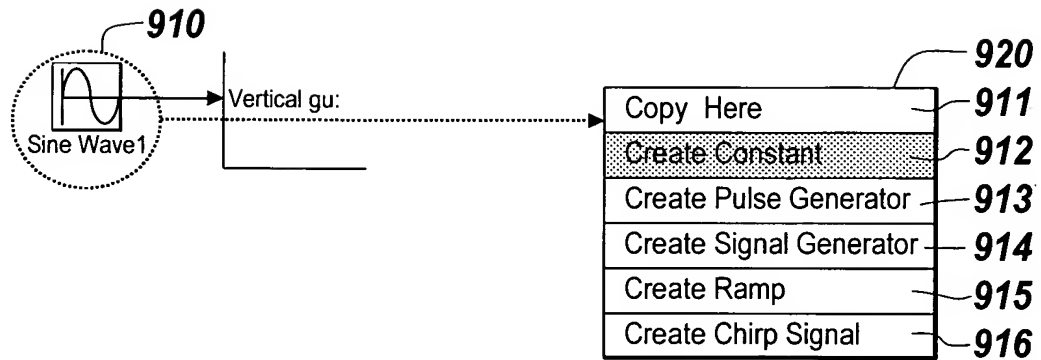 910
Sine Wave1
Vertical gu:
920
Copy Here 911
Create Constant 912
Create Pulse Generator 913
Create Signal Generator 914
Create Ramp 915
Create Chirp Signal 916